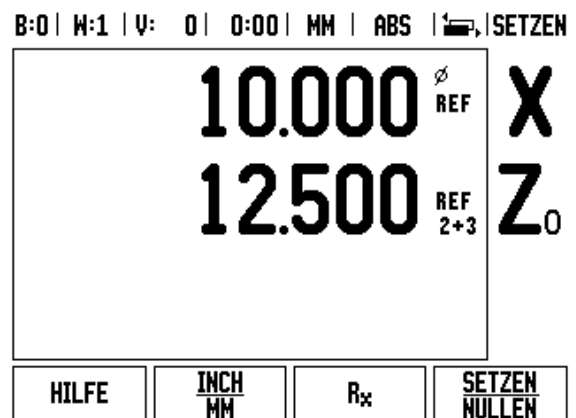 B:0 | W:1 | V: 0 | 0:00 | MM | ABS | SETZEN
10.000 Ø REF X
12.500 REF 2+3 Z0
HILFE
INCH
MM
RX
SETZEN
NULLEN